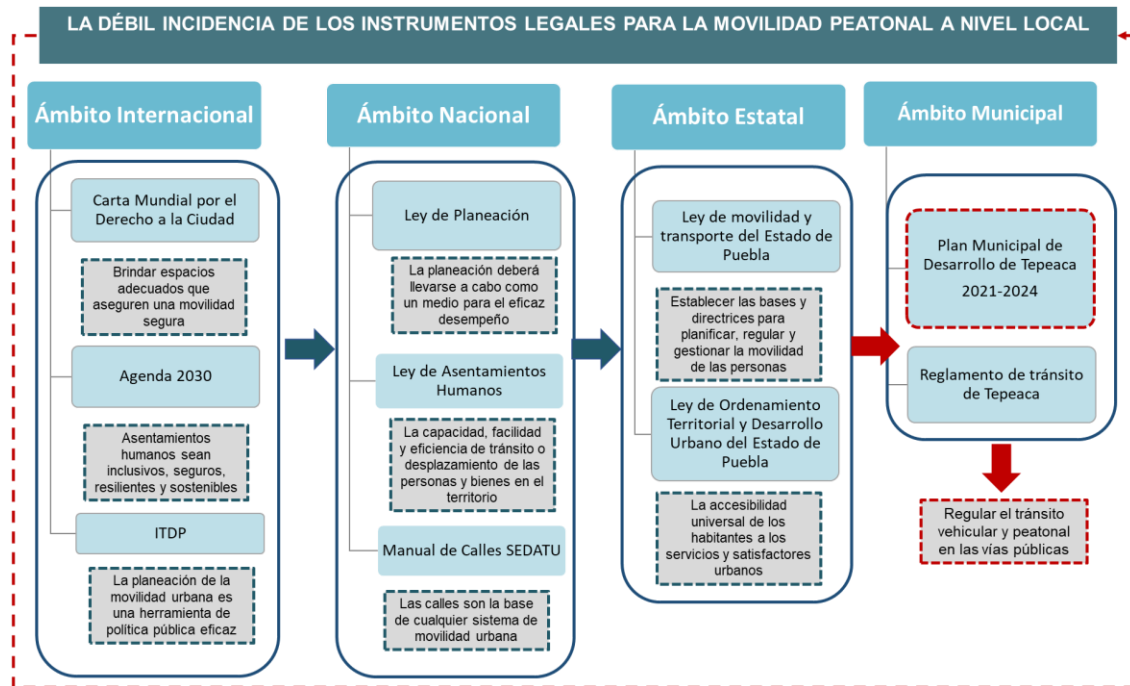 LA DÉBIL INCIDENCIA DE LOS INSTRUMENTOS LEGALES PARA LA MOVILIDAD PEATONAL A NIVEL LOCAL
Ámbito Internacional
Carta Mundial por el
Derecho a la Ciudad
Brindar espacios
adecuados que
aseguren una movilidad
segura
Agenda 2030
Asentamientos
humanos sean
inclusivos, seguros,
resilientes y sostenibles
ITDP
La planeación de la
movilidad urbana es
una herramienta de
política pública eficaz
Ámbito Nacional
Ley de Planeación
La planeación deberá
llevarse a cabo como
un medio para el eficaz
desempeño
Ley de Asentamientos
Humanos
La capacidad, facilidad
y eficiencia de tránsito o
desplazamiento de las
personas y bienes en el
territorio
Manual de Calles SEDATU
Las calles son la base
de cualquier sistema de
movilidad urbana
Ámbito Estatal
Ley de movilidad y
transporte del Estado de
Puebla
Establecer las bases y
directrices para
planificar, regular y
gestionar la movilidad
de las personas
Ley de Ordenamiento
Territorial y Desarrollo
Urbano del Estado de
Puebla
La accesibilidad
universal de los
habitantes a los
servicios y satisfactores
urbanos
Ámbito Municipal
Plan Municipal de
Desarrollo de Tepeaca
2021-2024
Reglamento de tránsito
de Tepeaca
Regular el tránsito
vehicular y peatonal
en las vías públicas